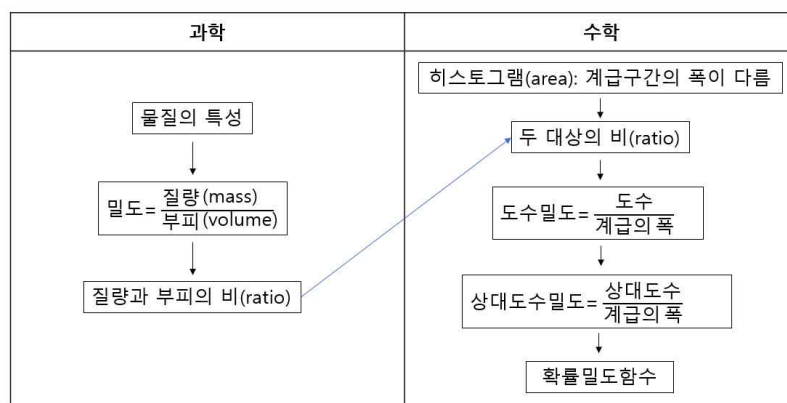 과학
물질의 특성
밀도=질량(mass)/부피(volume)
질량과 부피의 비(ratio)
수학
히스토그램(area): 계급구간의 폭이 다름
두 대상의 비(ratio)
도수밀도=도수/계급의 폭
상대도수밀도=상대도수/계급의 폭
확률밀도함수